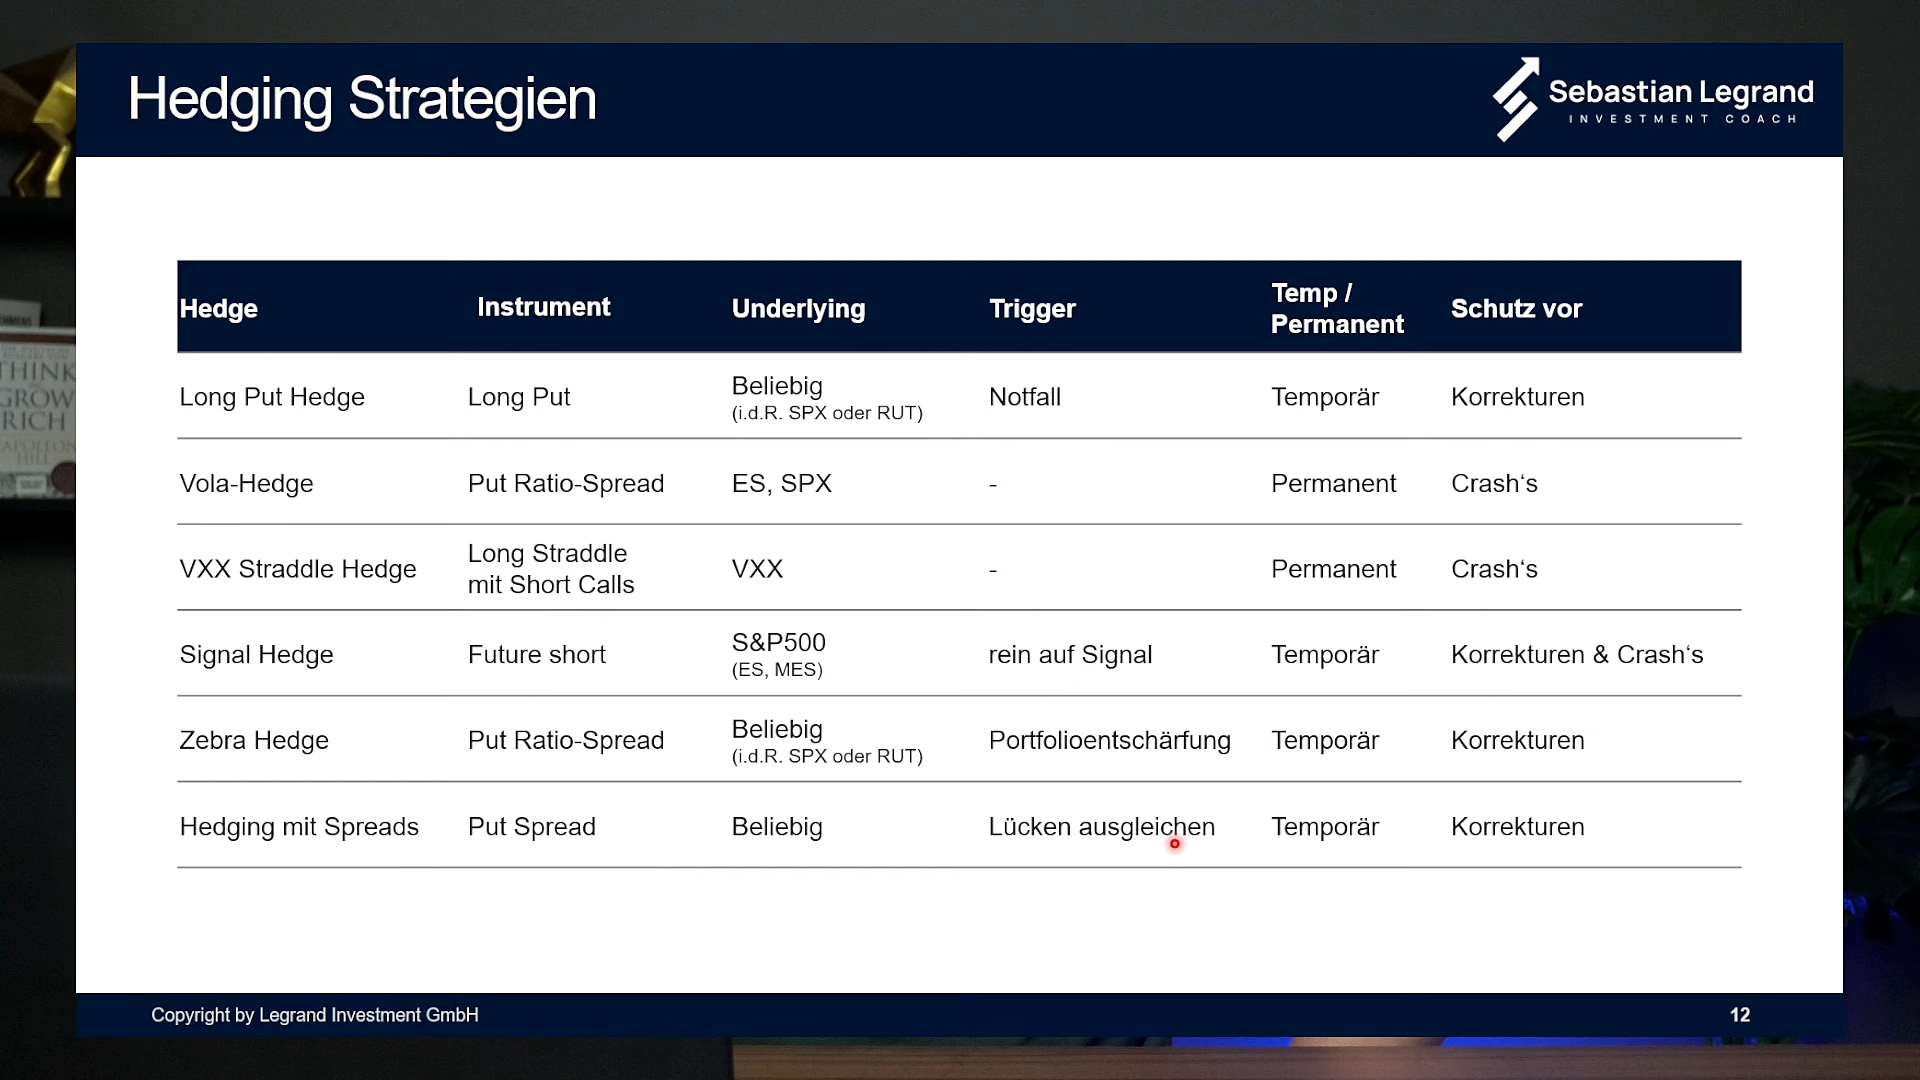 Hedging Strategien
Sebastian Legrand
INVESTMENT COACH
Hedge Instrument Underlying Trigger Temp / Permanent Schutz vor
Long Put Hedge Long Put Beliebig (i.d.R. SPX oder RUT) Notfall Temporär Korrekturen
Vola-Hedge Put Ratio-Spread ES, SPX - Permanent Crash‘s
VXX Straddle Hedge Long Straddle mit Short Calls VXX - Permanent Crash‘s
Signal Hedge Future short S&P500 (ES, MES) rein auf Signal Temporär Korrekturen & Crash‘s
Zebra Hedge Put Ratio-Spread Beliebig (i.d.R. SPX oder RUT) Portfolioentschärfung Temporär Korrekturen
Hedging mit Spreads Put Spread Beliebig Lücken ausgleichen Temporär Korrekturen
Copyright by Legrand Investment GmbH
12
THINK
GROW
RICH
NAPOLEON
HILL